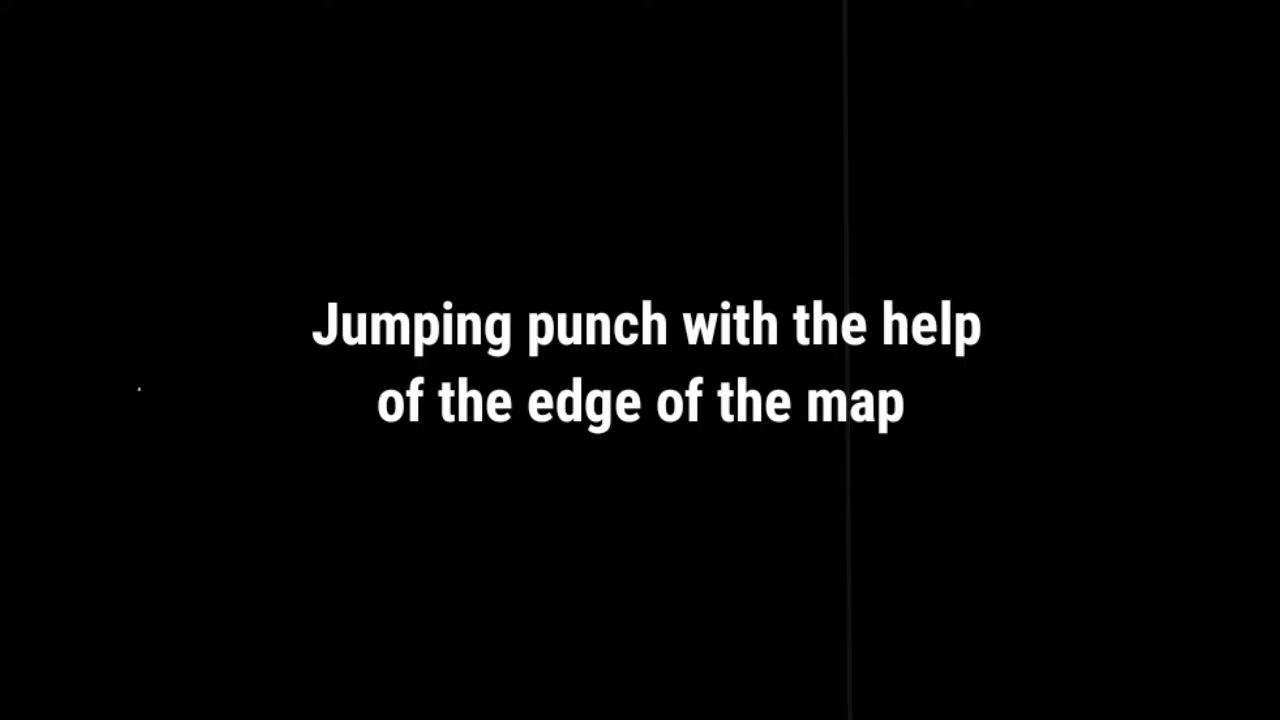 Jumping punch with the help
of the edge of the map